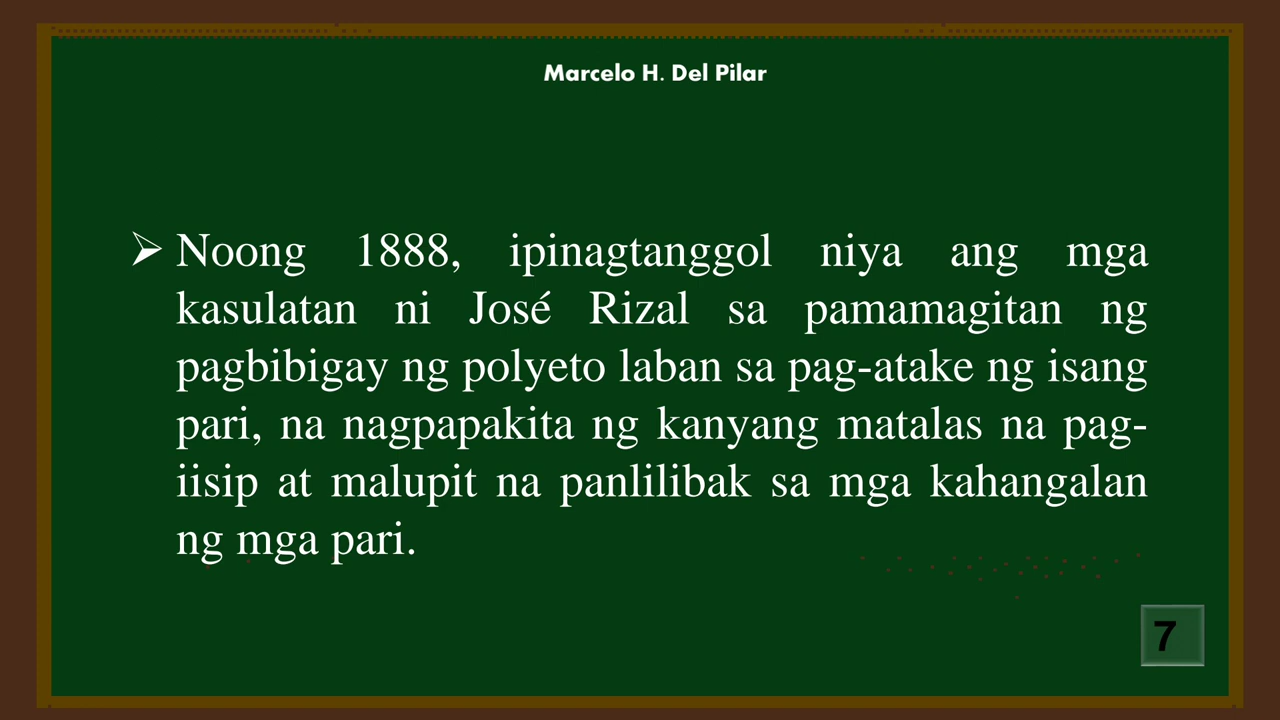 Marcelo H. Del Pilar
➢ Noong 1888, ipinagtanggol niya ang mga
kasulatan ni José Rizal sa pamamagitan ng
pagbibigay ng polyeto laban sa pag-atake ng isang
pari, na nagpapakita ng kanyang matalas na pag-
iisip at malupit na panlilibak sa mga kahangalan
ng mga pari.
7